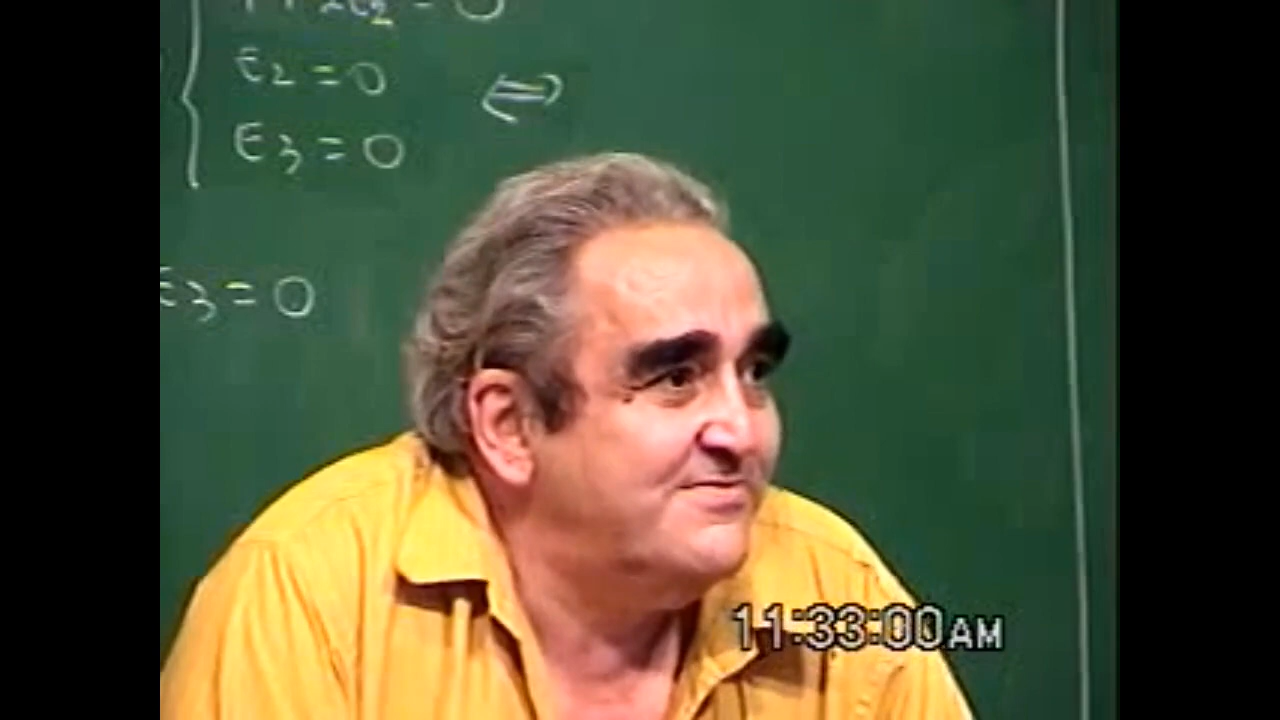 ε2 = 0
⟺
ε3 = 0
ε3 = 0
11:33:00AM